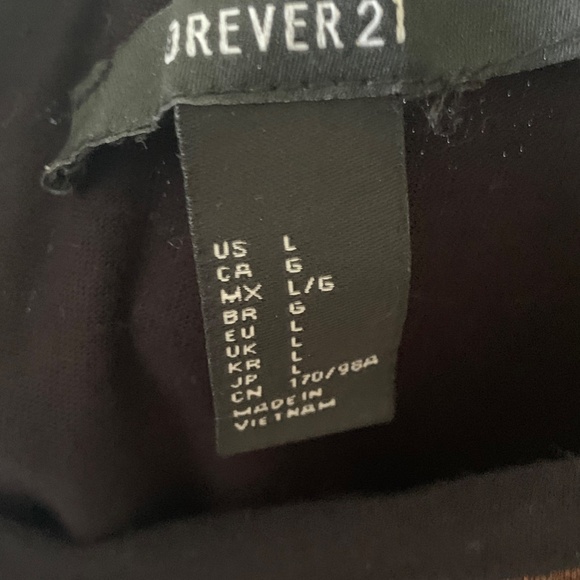 OREVER 21
US L
CA G
MX L/G
BR G
EU L
UK L
KR L
JP L
CN 170/98A
MADE IN
VIETNAM